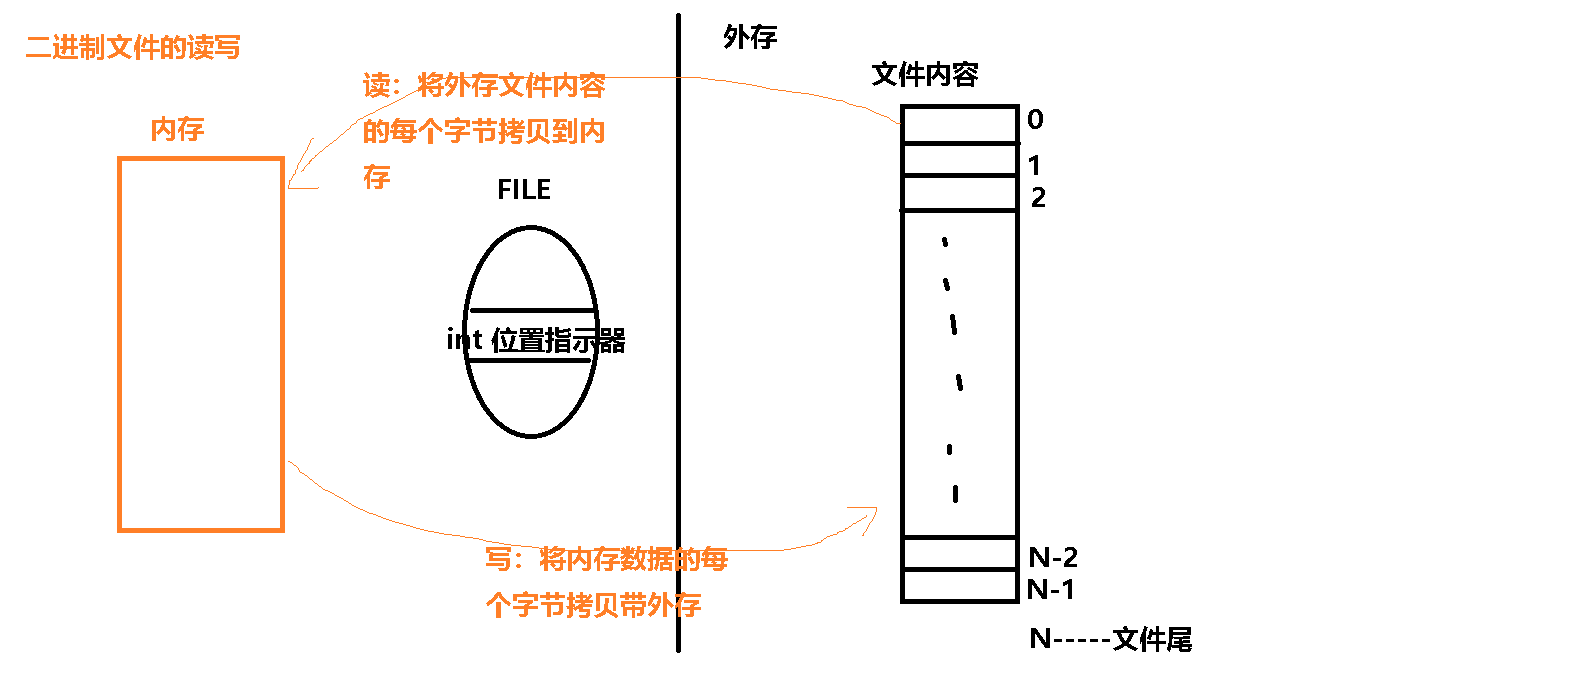 二进制文件的读写
外存
文件内容
读：将外存文件内容
的每个字节拷贝到内
存
内存
FILE
int 位置指示器
0
1
2
写：将内存数据的每
个字节拷贝带外存
N-2
N-1
N-----文件尾